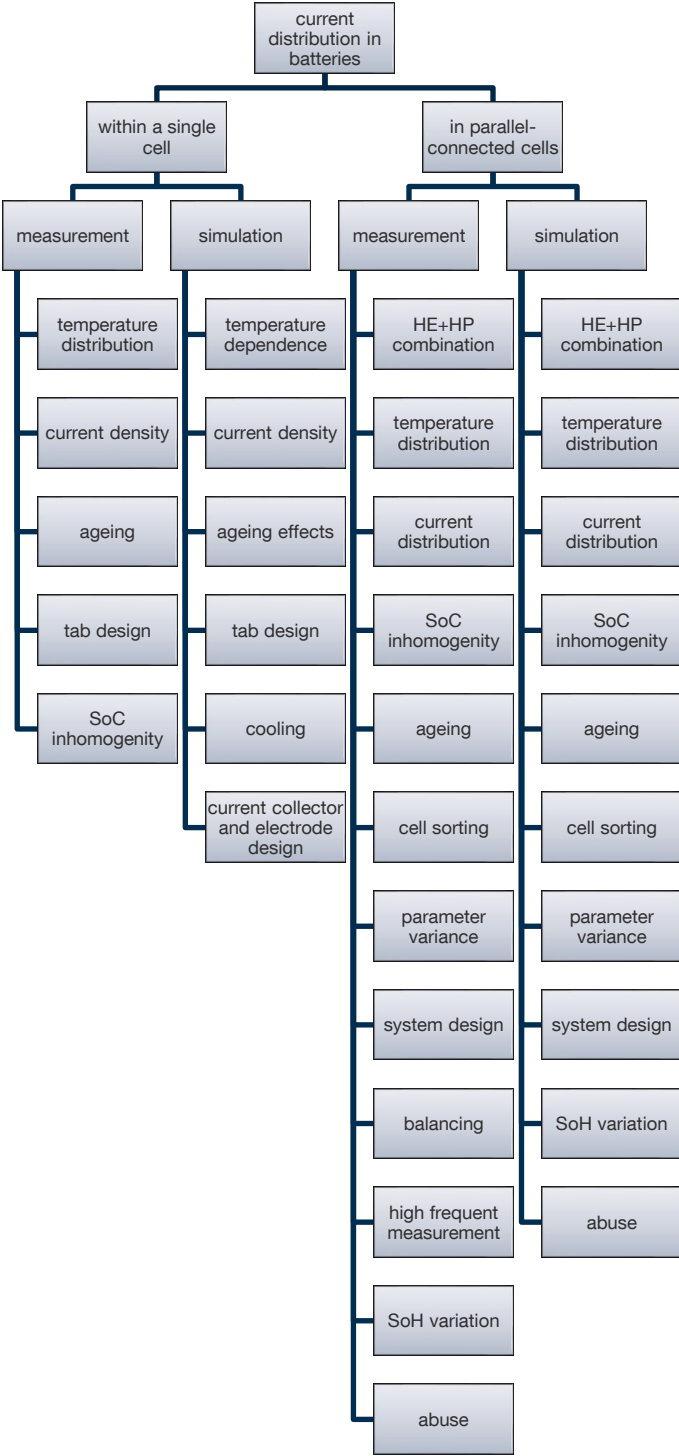 current
distribution in
batteries
within a single
cell
in parallel-
connected cells
measurement
simulation
measurement
simulation
temperature
distribution
current density
ageing
tab design
SoC
inhomogenity
temperature
dependence
current density
ageing effects
tab design
cooling
current collector
and electrode
design
HE+HP
combination
temperature
distribution
current
distribution
SoC
inhomogenity
ageing
cell sorting
parameter
variance
system design
balancing
high frequent
measurement
SoH variation
abuse
HE+HP
combination
temperature
distribution
current
distribution
SoC
inhomogenity
ageing
cell sorting
parameter
variance
system design
SoH variation
abuse